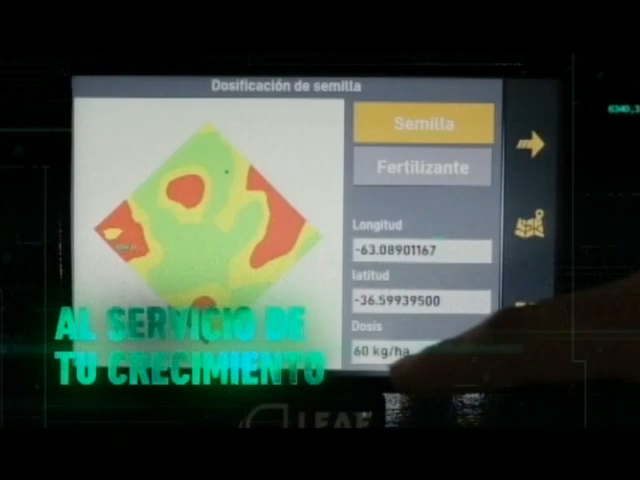 Dosificación de semilla
Semilla
Fertilizante
Longitud
-63.08901167
latitud
-36.59939500
Dosis
60 kg/ha
AL SERVICIO DE
TU CRECIMIENTO
LEAF